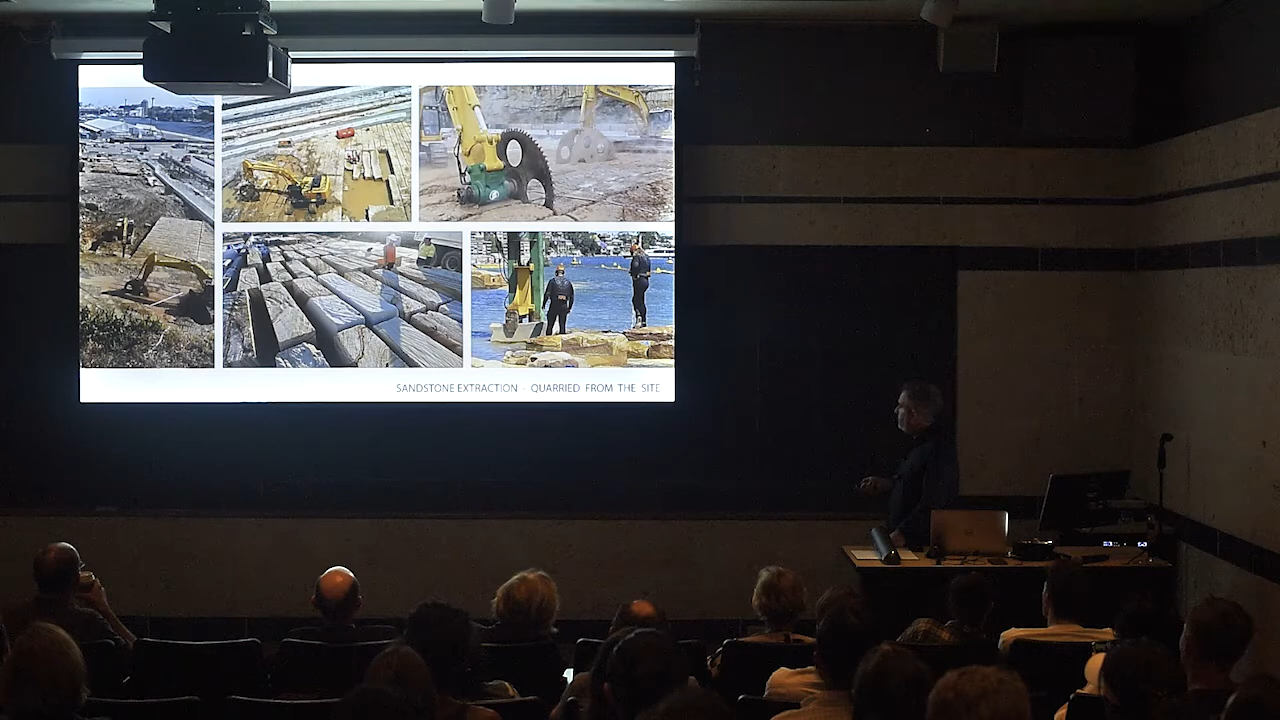 SANDSTONE EXTRACTION - QUARRIED FROM THE SITE